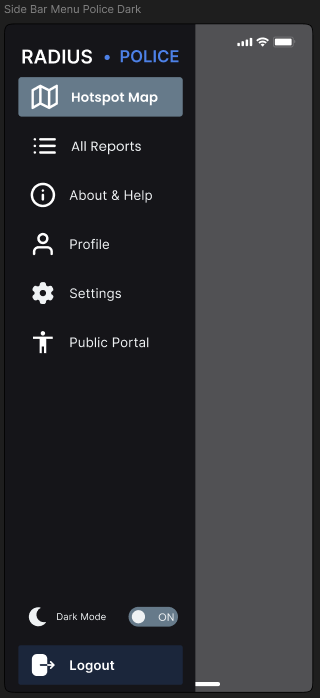 Side Bar Menu Police Dark
RADIUS • POLICE
Hotspot Map
All Reports
About & Help
Profile
Settings
Public Portal
Dark Mode ON
Logout